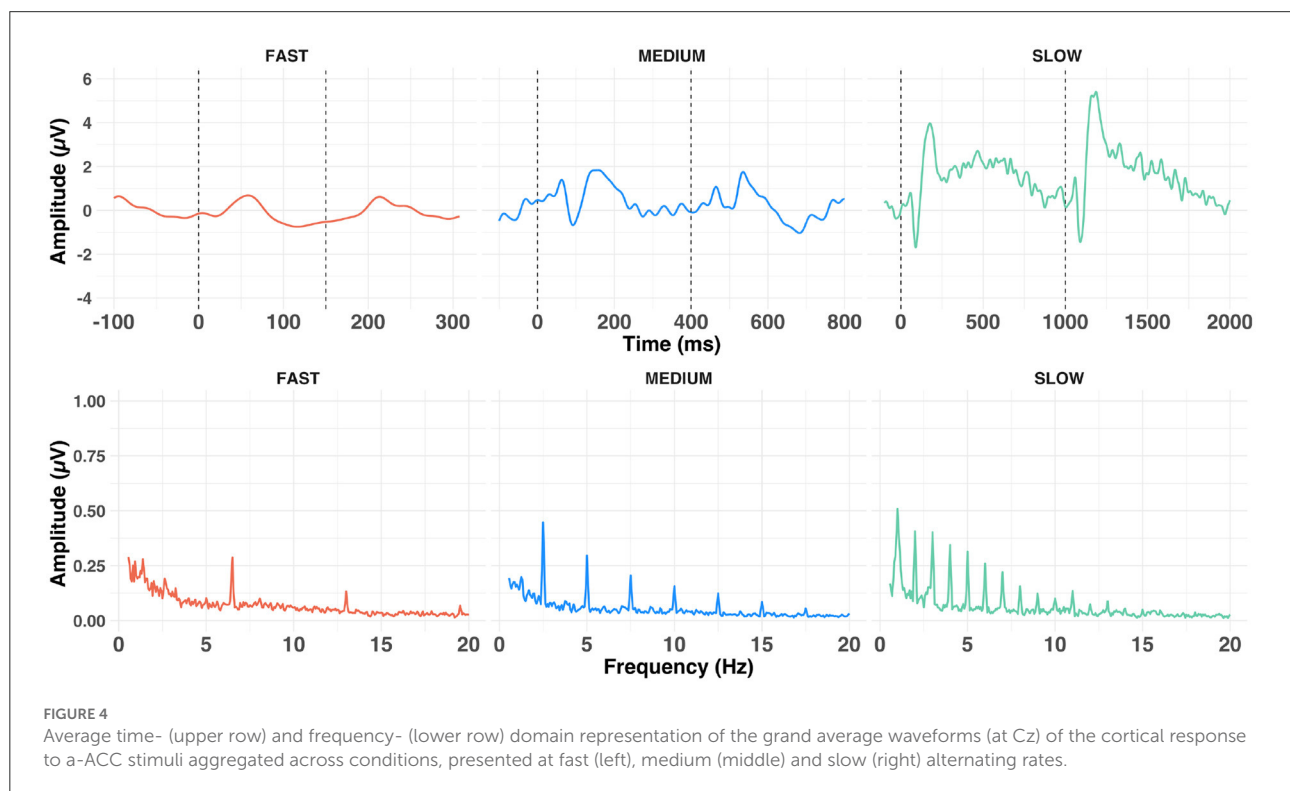 FAST MEDIUM SLOW
6
4
2
0
-2
-4
Amplitude (µV)
-100 0 100 200 300 0 200 400 600 800 0 500 1000 1500 2000
Time (ms)
FAST MEDIUM SLOW
1.00
0.75
0.50
0.25
0.00
Amplitude (µV)
0 5 10 15 20 0 5 10 15 20 0 5 10 15 20
Frequency (Hz)
FIGURE 4
Average time- (upper row) and frequency- (lower row) domain representation of the grand average waveforms (at Cz) of the cortical response
to a-ACC stimuli aggregated across conditions, presented at fast (left), medium (middle) and slow (right) alternating rates.